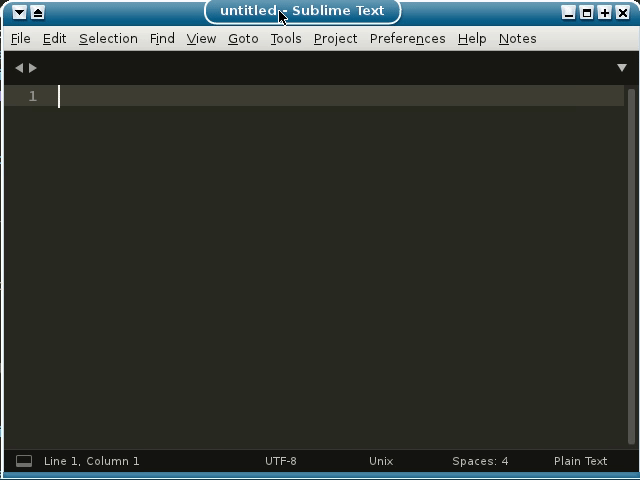 untitled - Sublime Text
File Edit Selection Find View Goto Tools Project Preferences Help Notes
1
Line 1, Column 1 UTF-8 Unix Spaces: 4 Plain Text